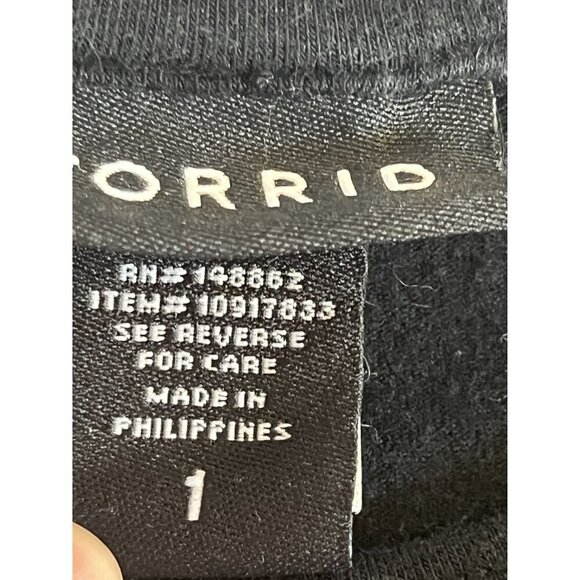 TORRID
RN# 148862
ITEM# 10917833
SEE REVERSE
FOR CARE
MADE IN
PHILIPPINES
1